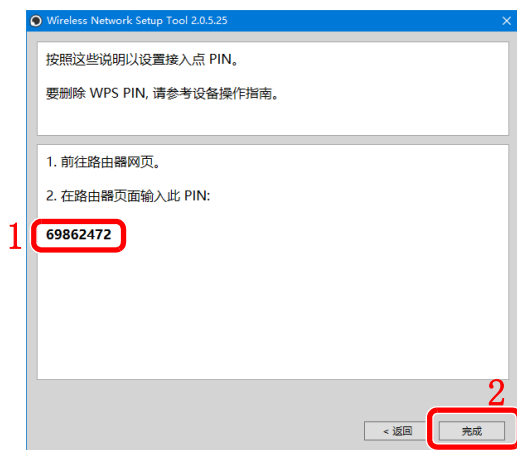 Wireless Network Setup Tool 2.0.5.25
按照这些说明以设置接入点 PIN。
要删除 WPS PIN, 请参考设备操作指南。
1. 前往路由器网页。
2. 在路由器页面输入此 PIN:
1
69862472
2
< 返回
完成